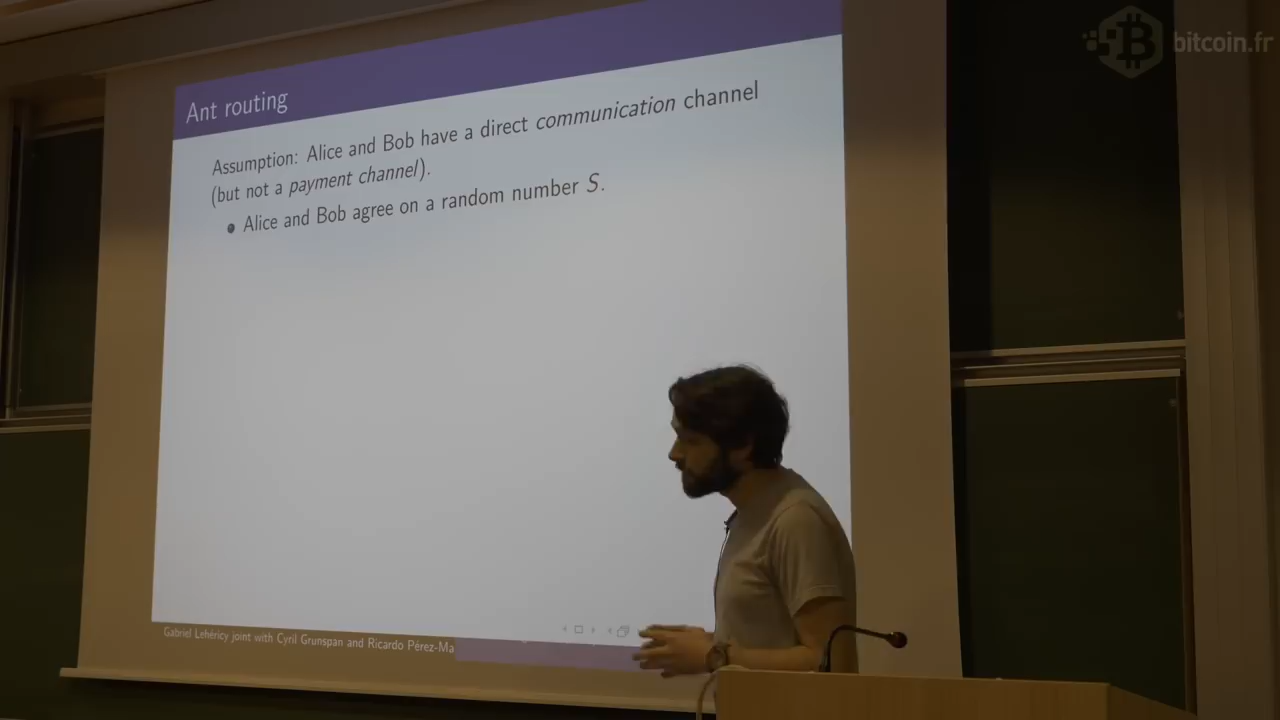 bitcoin.fr
Ant routing
Assumption: Alice and Bob have a direct communication channel
(but not a payment channel).
Alice and Bob agree on a random number S.
Gabriel Lehéricy joint with Cyril Grunspan and Ricardo Pérez-Ma